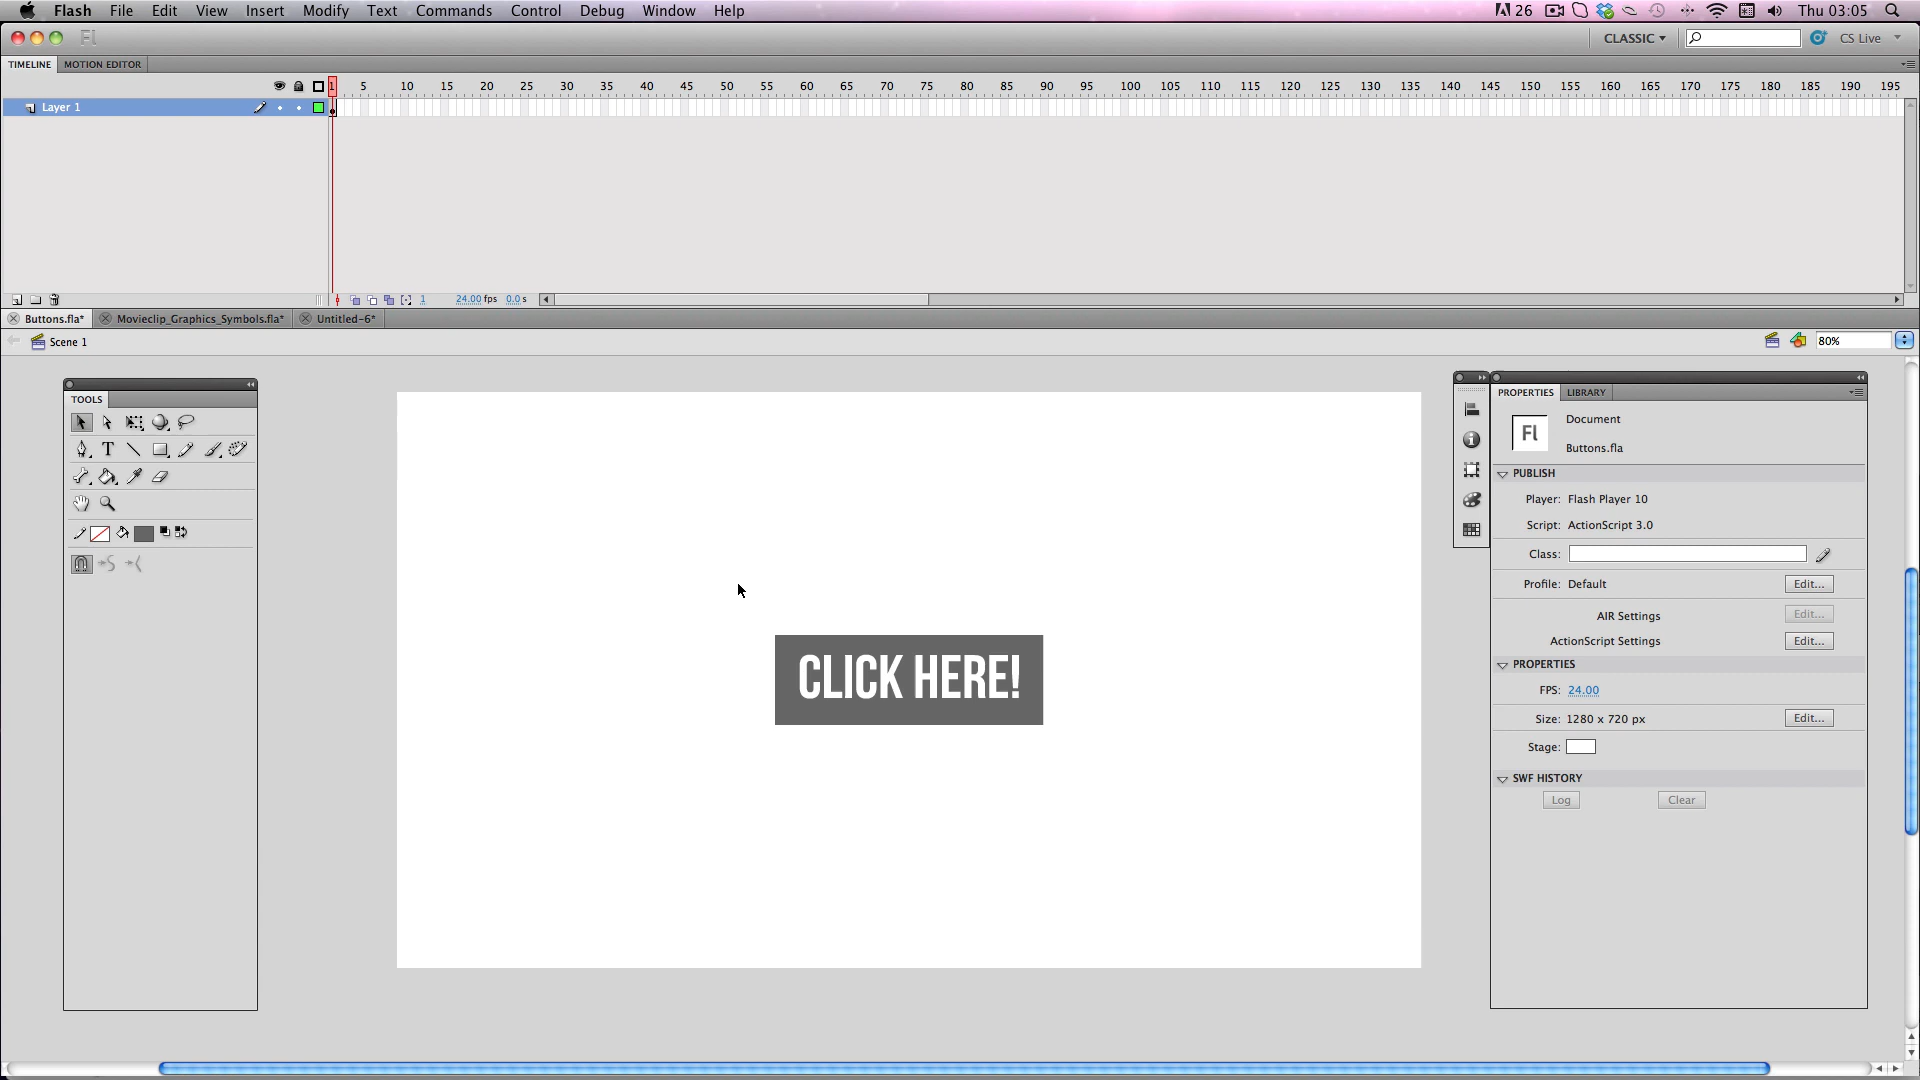 Flash File Edit View Insert Modify Text Commands Control Debug Window Help 26 Thu 03:05
Fl CLASSIC CS Live
TIMELINE MOTION EDITOR
1 5 10 15 20 25 30 35 40 45 50 55 60 65 70 75 80 85 90 95 100 105 110 115 120 125 130 135 140 145 150 155 160 165 170 175 180 185 190 195
Layer 1
1 24.00 fps 0.0 s
Buttons.fla* Movieclip_Graphics_Symbols.fla* Untitled-6*
Scene 1 80%
TOOLS
T
CLICK HERE!
PROPERTIES LIBRARY
Fl
Document
Buttons.fla
PUBLISH
Player: Flash Player 10
Script: ActionScript 3.0
Class:
Profile: Default Edit...
AIR Settings Edit...
ActionScript Settings Edit...
PROPERTIES
FPS: 24.00
Size: 1280 x 720 px Edit...
Stage:
SWF HISTORY
Log Clear